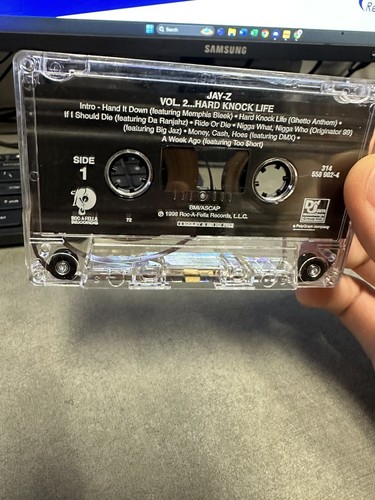 Search
SAMSUNG
JAY-Z
VOL. 2...HARD KNOCK LIFE
Intro - Hand It Down (featuring Memphis Bleek) • Hard Knock Life (Ghetto Anthem) •
If I Should Die (featuring Da Ranjahz) • Ride Or Die • Nigga What, Nigga Who (Originator 99)
(featuring Big Jaz) • Money, Cash, Hoes (featuring DMX) •
A Week Ago (featuring Too Short)
SIDE
1
314
558 902-4
ROC-A-FELLA
RECORDS
72
BMI/ASCAP
℗ 1998 Roc-A-Fella Records, L.L.C.
Def Jam
a PolyGram company